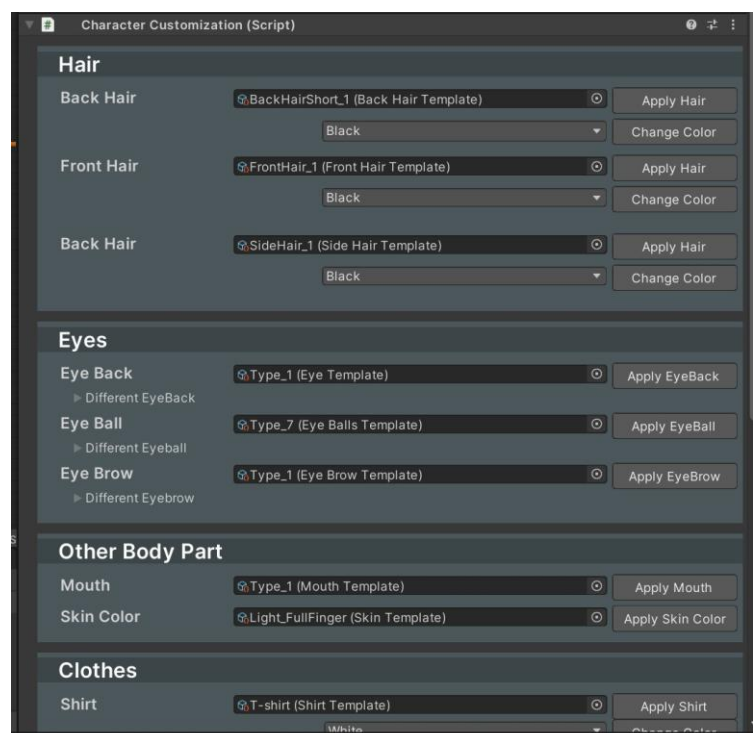 Character Customization (Script)
Hair
Back Hair BackHairShort_1 (Back Hair Template) Apply Hair
Black Change Color
Front Hair FrontHair_1 (Front Hair Template) Apply Hair
Black Change Color
Back Hair SideHair_1 (Side Hair Template) Apply Hair
Black Change Color
Eyes
Eye Back Type_1 (Eye Template) Apply EyeBack
Different EyeBack
Eye Ball Type_7 (Eye Balls Template) Apply EyeBall
Different Eyeball
Eye Brow Type_1 (Eye Brow Template) Apply EyeBrow
Different Eyebrow
Other Body Part
Mouth Type_1 (Mouth Template) Apply Mouth
Skin Color Light_FullFinger (Skin Template) Apply Skin Color
Clothes
Shirt T-shirt (Shirt Template) Apply Shirt
White Change Color